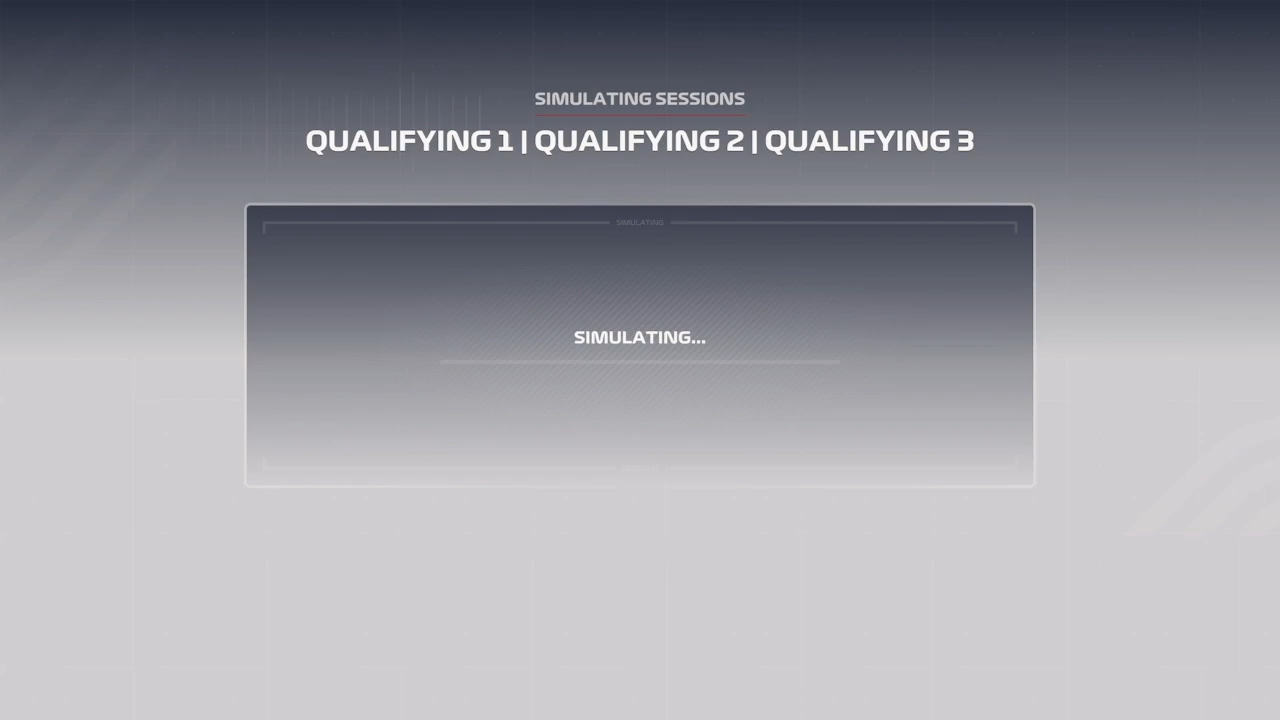 SIMULATING SESSIONS
QUALIFYING 1 | QUALIFYING 2 | QUALIFYING 3
SIMULATING
SIMULATING...